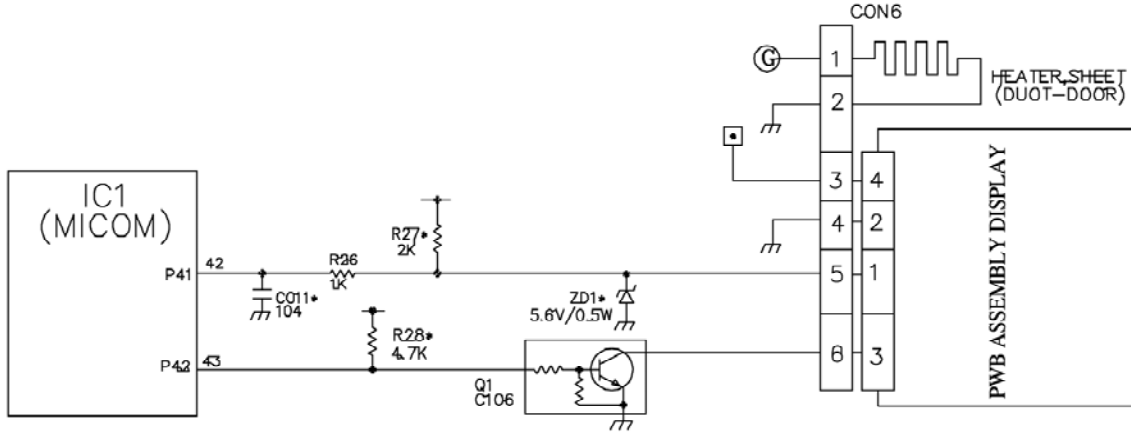 CON6
G
1
2
HEATER,SHEET
(DUOT-DOOR)
3
4
4
2
5
1
6
3
PWB ASSEMBLY DISPLAY
IC1
(MICOM)
P41
42
R26
1K
R27*
2K
C011*
104
ZD1*
5.6V/0.5W
R28*
4.7K
P42
43
Q1
C106